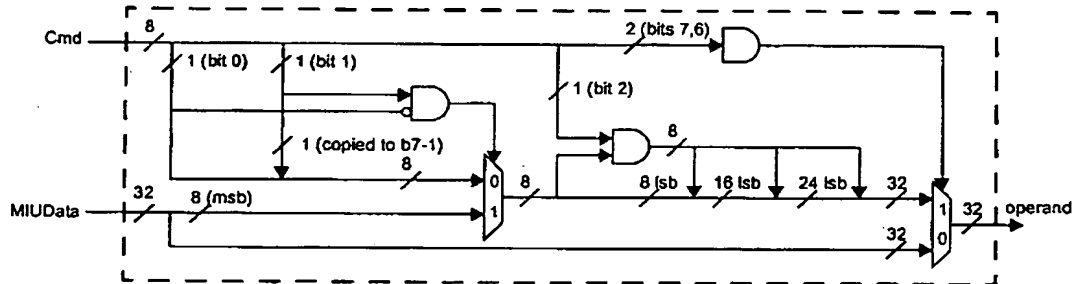 Cmd 8 2 (bits 7,6)
1 (bit 0) 1 (bit 1)
1 (bit 2)
8
1 (copied to b7-1)
8 0 8 8 lsb 16 lsb 24 lsb 32
32 8 (msb) 1 1 32 operand
MIUData 32 0